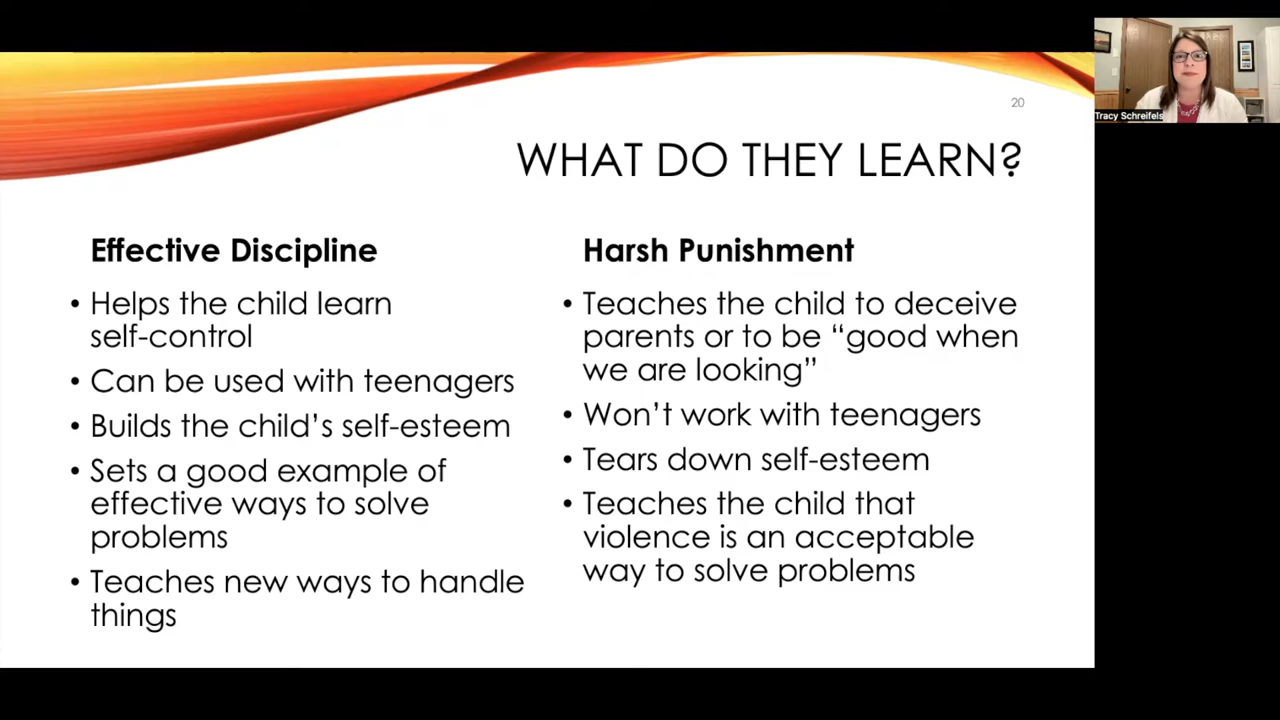 20
WHAT DO THEY LEARN?
Effective Discipline
• Helps the child learn
self-control
• Can be used with teenagers
• Builds the child's self-esteem
• Sets a good example of
effective ways to solve
problems
• Teaches new ways to handle
things
Harsh Punishment
• Teaches the child to deceive
parents or to be “good when
we are looking”
• Won't work with teenagers
• Tears down self-esteem
• Teaches the child that
violence is an acceptable
way to solve problems
Tracy Schreifels